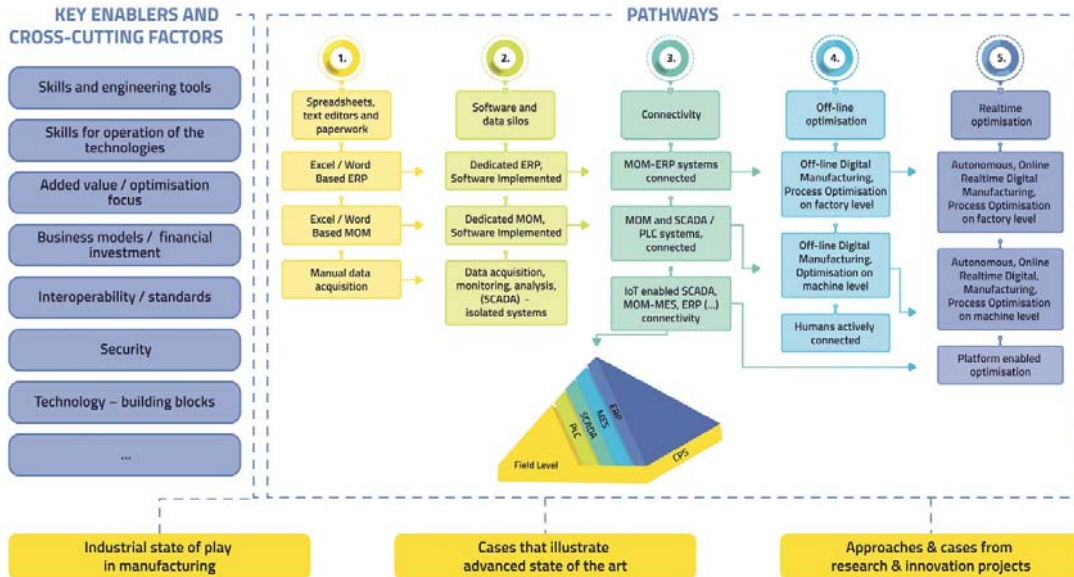 KEY ENABLERS AND
CROSS-CUTTING FACTORS
Skills and engineering tools
Skills for operation of the
technologies
Added value / optimisation
focus
Business models / financial
investment
Interoperability / standards
Security
Technology – building blocks
...
PATHWAYS
1.
Spreadsheets,
text editors and
paperwork
Excel / Word
Based ERP
Excel / Word
Based MOM
Manual data
acquisition
2.
Software and
data silos
Dedicated ERP,
Software Implemented
Dedicated MOM,
Software Implemented
Data acquisition,
monitoring, analysis,
(SCADA) -
isolated systems
3.
Connectivity
MOM-ERP systems
connected
MOM and SCADA /
PLC systems,
connected
IoT enabled SCADA,
MOM-MES, ERP (...)
connectivity
4.
Off-line
optimisation
Off-line Digital
Manufacturing,
Process Optimisation
on factory level
Off-line Digital
Manufacturing,
Optimisation on
machine level
Humans actively
connected
5.
Realtime
optimisation
Autonomous, Online
Realtime Digital
Manufacturing,
Process Optimisation
on factory level
Autonomous, Online
Realtime Digital,
Manufacturing,
Process Optimisation
on machine level
Platform enabled
optimisation
Field Level
PLC
SCADA
MES
ERP
CPS
Industrial state of play
in manufacturing
Cases that illustrate
advanced state of the art
Approaches & cases from
research & innovation projects